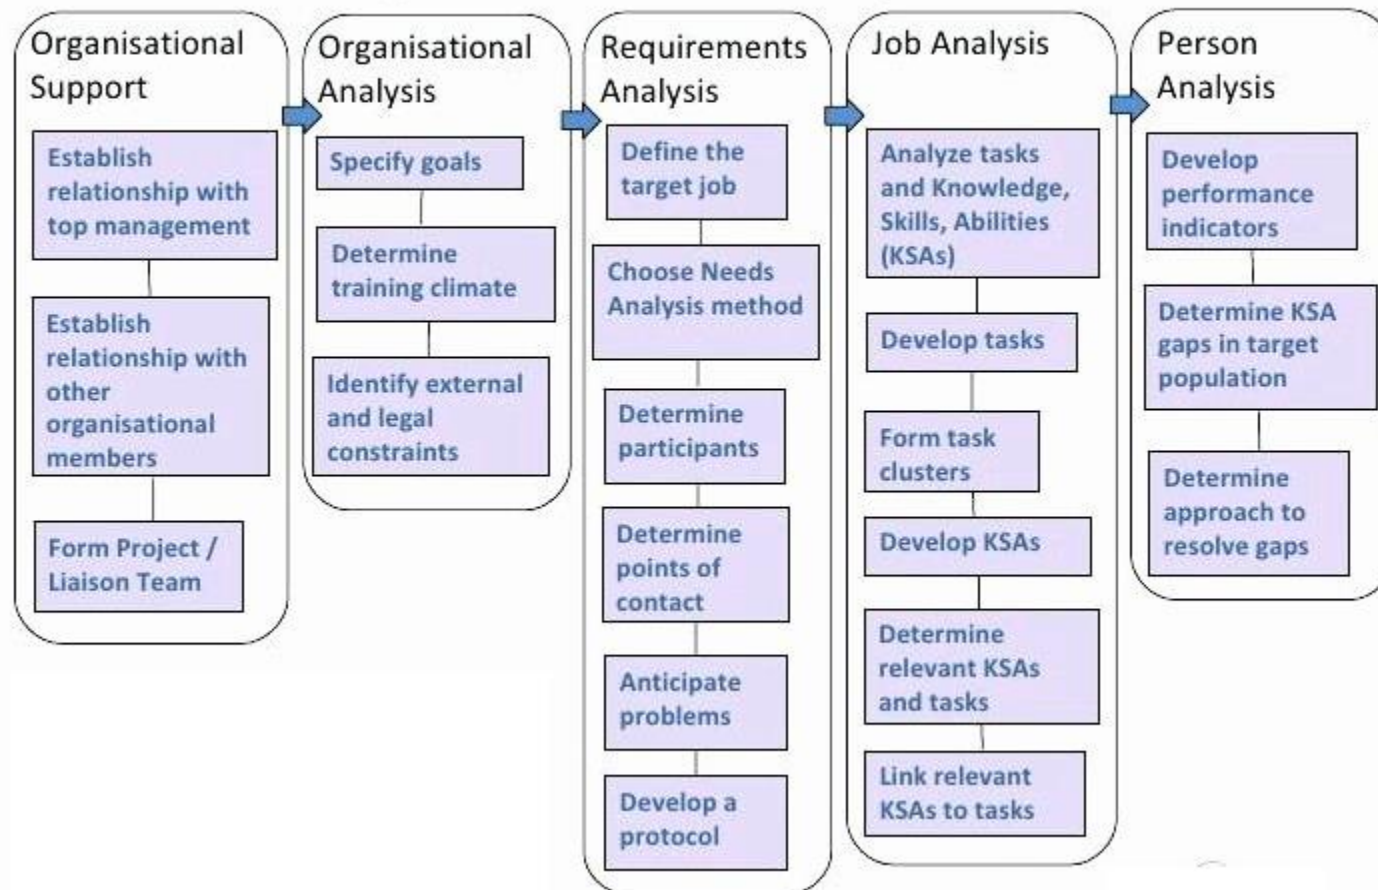 Organisational
Support
Establish
relationship with
top management
Establish
relationship with
other
organisational
members
Form Project /
Liaison Team
Organisational
Analysis
Specify goals
Determine
training climate
Identify external
and legal
constraints
Requirements
Analysis
Define the
target job
Choose Needs
Analysis method
Determine
participants
Determine
points of
contact
Anticipate
problems
Develop a
protocol
Job Analysis
Analyze tasks
and Knowledge,
Skills, Abilities
(KSAs)
Develop tasks
Form task
clusters
Develop KSAs
Determine
relevant KSAs
and tasks
Link relevant
KSAs to tasks
Person
Analysis
Develop
performance
indicators
Determine KSA
gaps in target
population
Determine
approach to
resolve gaps